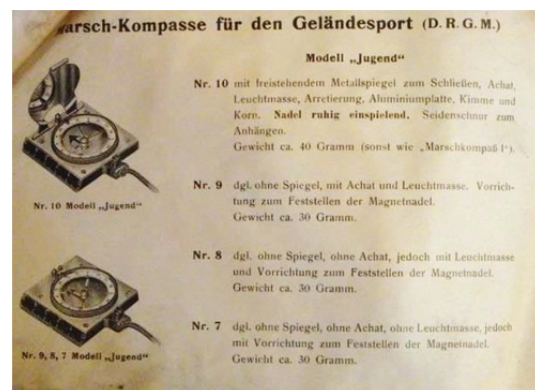 Marsch-Kompasse für den Geländesport (D. R. G. M.)
Modell „Jugend“
Nr. 10 mit freistehendem Metallspiegel zum Schließen, Achat,
Leuchtmasse, Arretierung, Aluminiumplatte, Kimme und
Korn. Nadel ruhig einspielend. Seidenschnur zum
Anhängen.
Gewicht ca. 40 Gramm (sonst wie „Marschkompaß I“).
Nr. 10 Modell „Jugend“
Nr. 9 dgl. ohne Spiegel, mit Achat und Leuchtmasse. Vorrich-
tung zum Feststellen der Magnetnadel.
Gewicht ca. 30 Gramm.
Nr. 8 dgl. ohne Spiegel, ohne Achat, jedoch mit Leuchtmasse
und Vorrichtung zum Feststellen der Magnetnadel.
Gewicht ca. 30 Gramm.
Nr. 7 dgl. ohne Spiegel, ohne Achat, ohne Leuchtmasse, jedoch
mit Vorrichtung zum Feststellen der Magnetnadel.
Gewicht ca. 30 Gramm.
Nr. 9, 8, 7 Modell „Jugend“